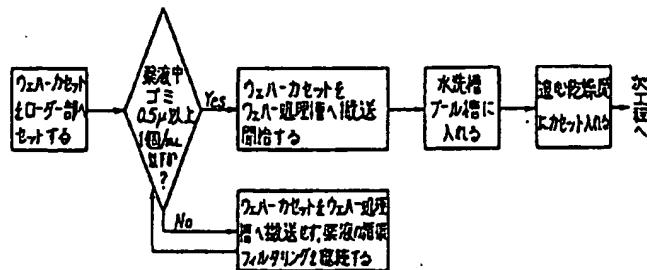 ウェハーカセット
をローダー部へ
セットする
薬液中
ゴミ
0.5μ以上
1個/mL
以下か
?
Yes
No
ウェハーカセットを
ウェハー処理槽へ搬送
開始する
水洗槽
プール槽に
入れる
遠心乾燥機
にカセット入れる
次工程へ
ウェハーカセットをウェハー処理
槽へ搬送せず、薬液の循環
フィルタリングを継続する